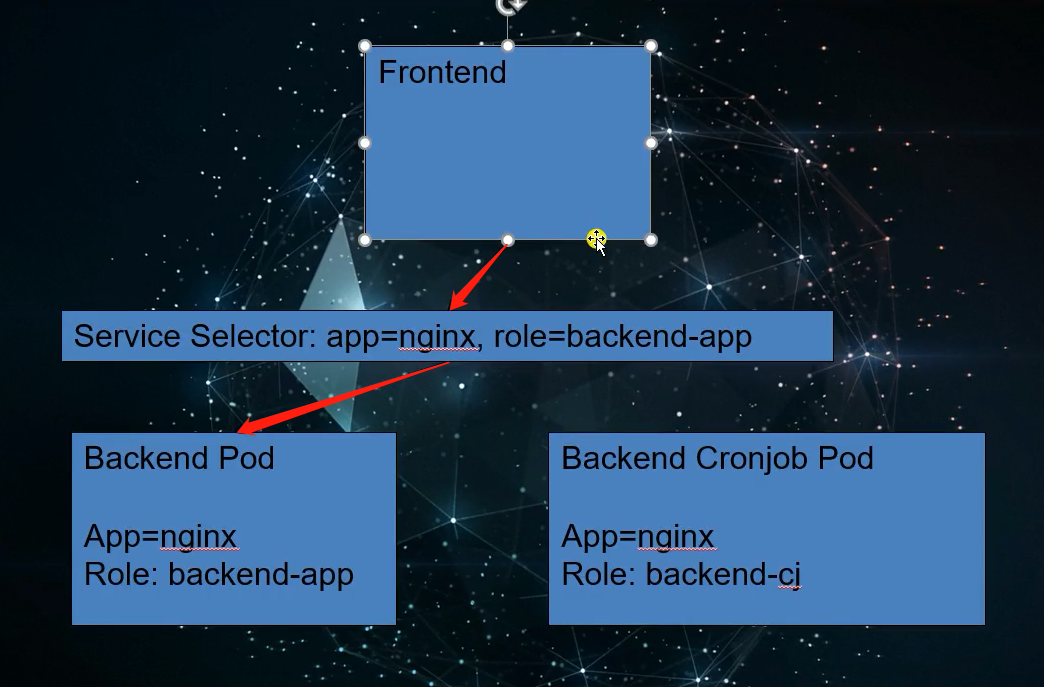 Frontend
Service Selector: app=nginx, role=backend-app
Backend Pod
App=nginx
Role: backend-app
Backend Cronjob Pod
App=nginx
Role: backend-cj